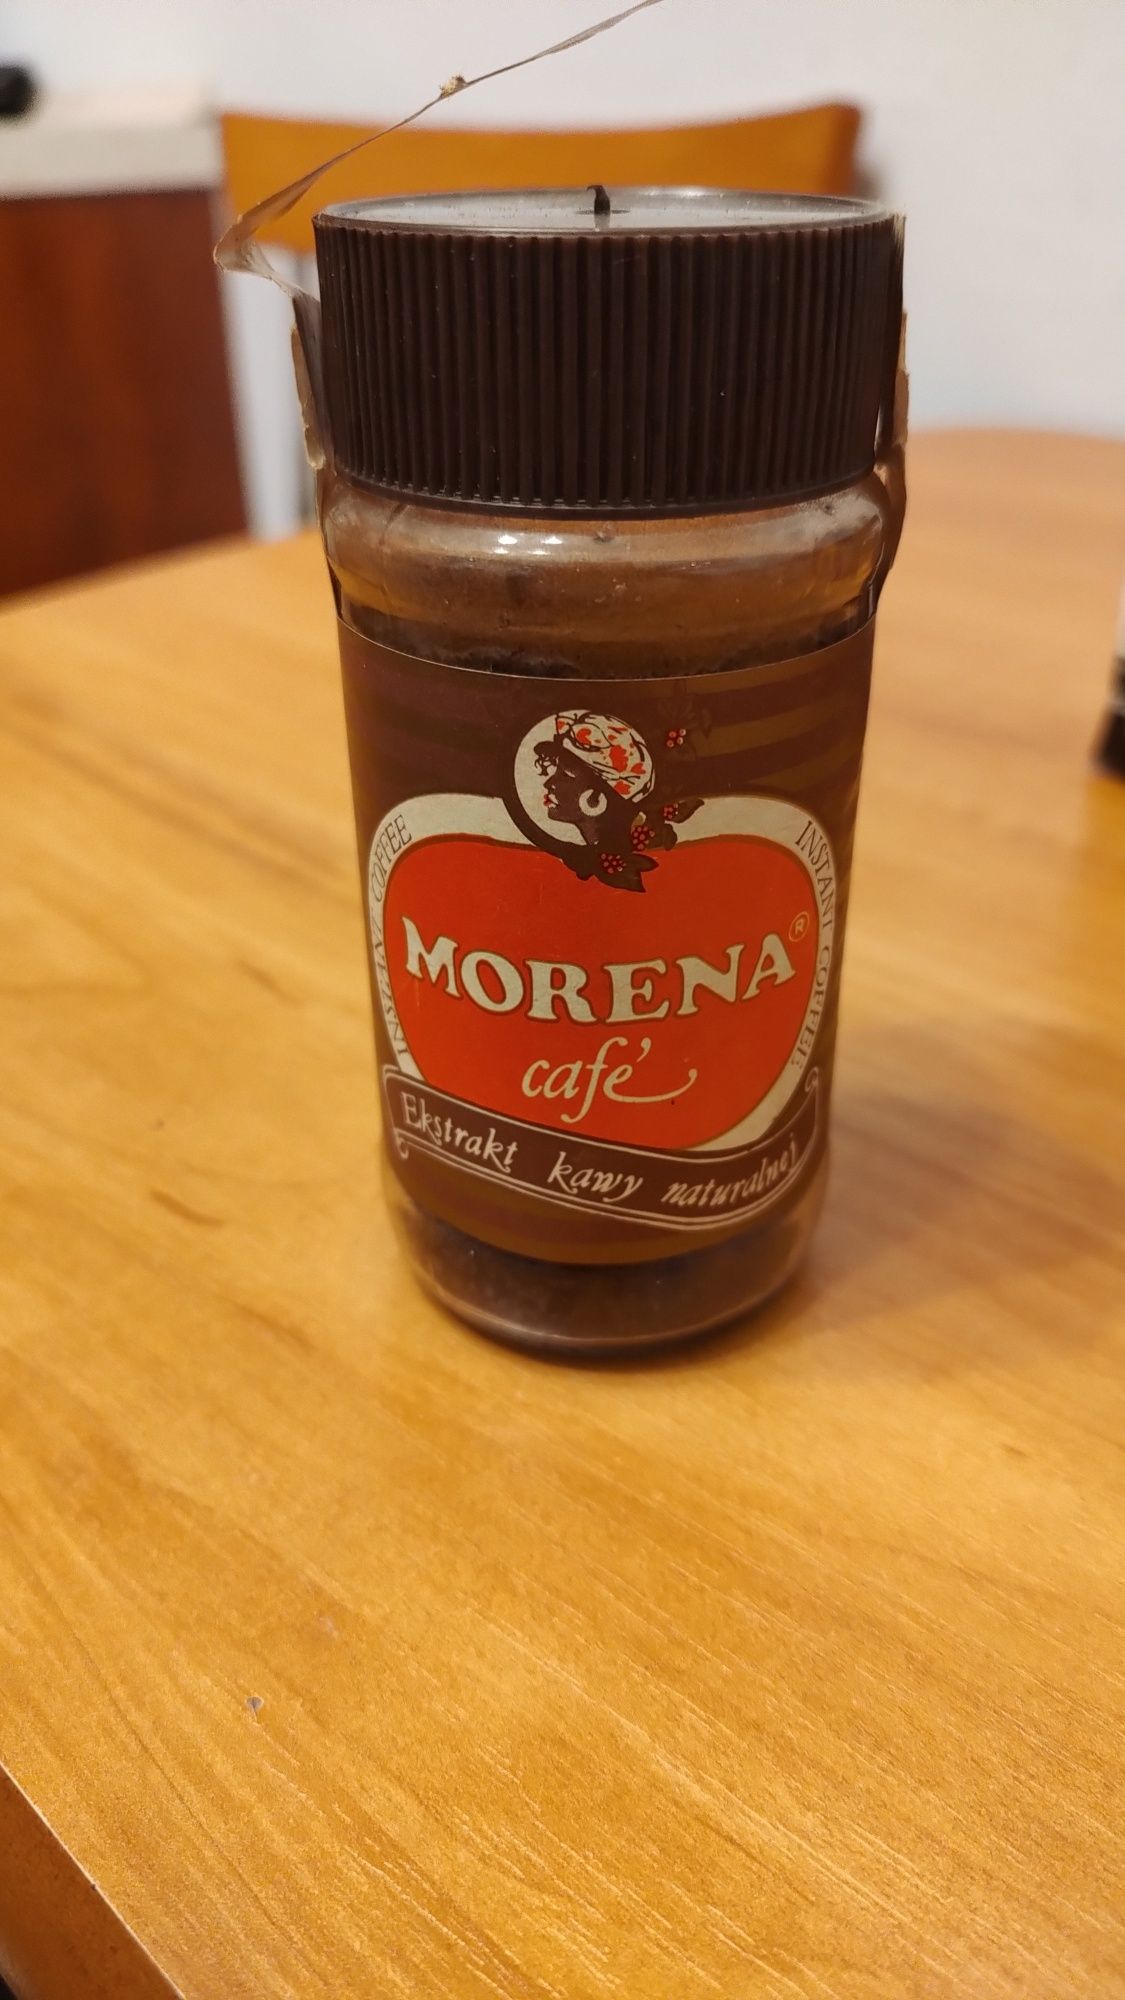 INSTANT COFFEE
INSTANT COFFEE
MORENA®
café
Ekstrakt kawy naturalnej